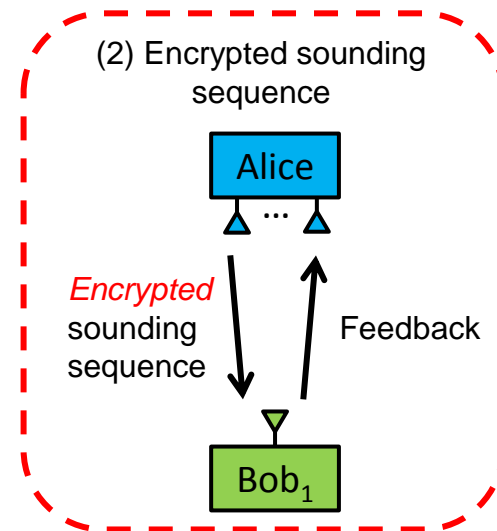 (2) Encrypted sounding
sequence
Alice
...
Encrypted
sounding
sequence
Feedback
Bob₁